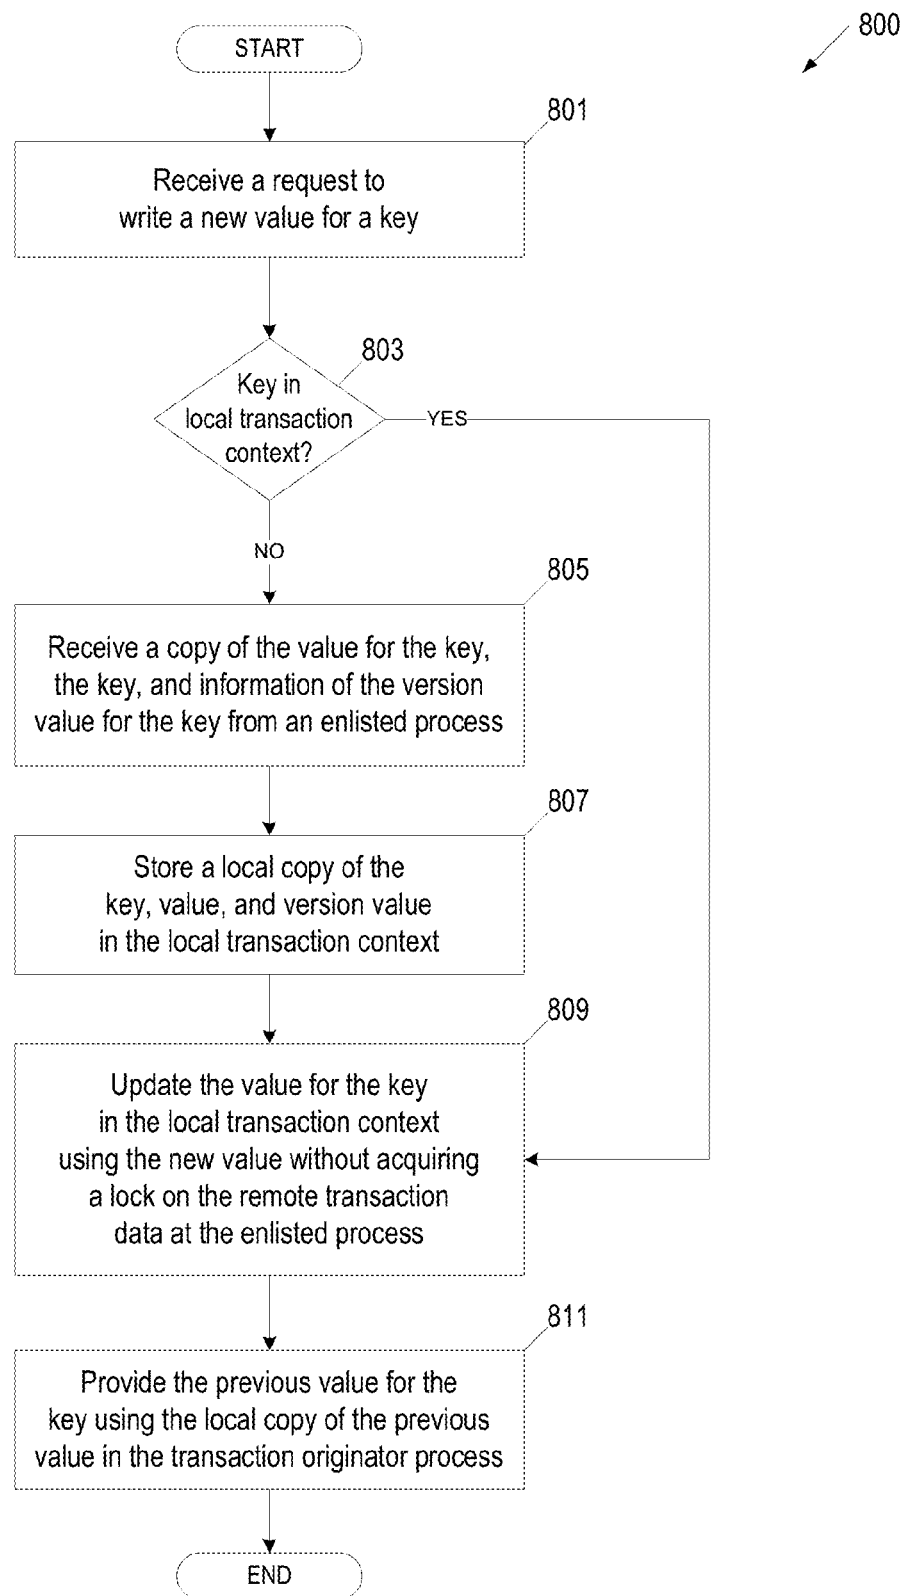 800
START
801
Receive a request to
write a new value for a key
803
Key in
local transaction
context?
YES
NO
805
Receive a copy of the value for the key,
the key, and information of the version
value for the key from an enlisted process
807
Store a local copy of the
key, value, and version value
in the local transaction context
809
Update the value for the key
in the local transaction context
using the new value without acquiring
a lock on the remote transaction
data at the enlisted process
811
Provide the previous value for the
key using the local copy of the previous
value in the transaction originator process
END